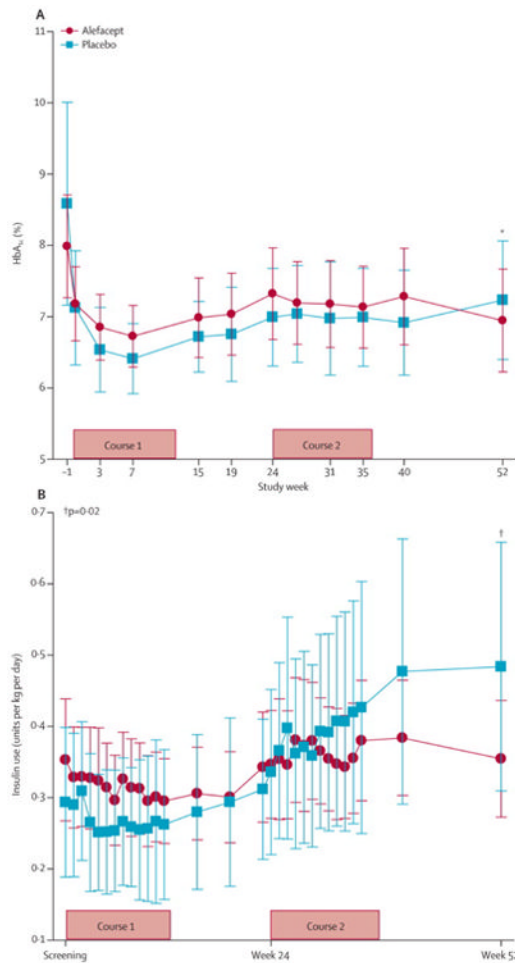 A
Alefacept
Placebo
11
10
9
8
7
6
5
HbA1c (%)
*
Course 1
Course 2
-1
3
7
15
19
24
27
31
35
40
52
Study week
B
†p=0·02
†
0·7
0·6
0·5
0·4
0·3
0·2
0·1
Insulin use (units per kg per day)
Course 1
Course 2
Screening
Week 24